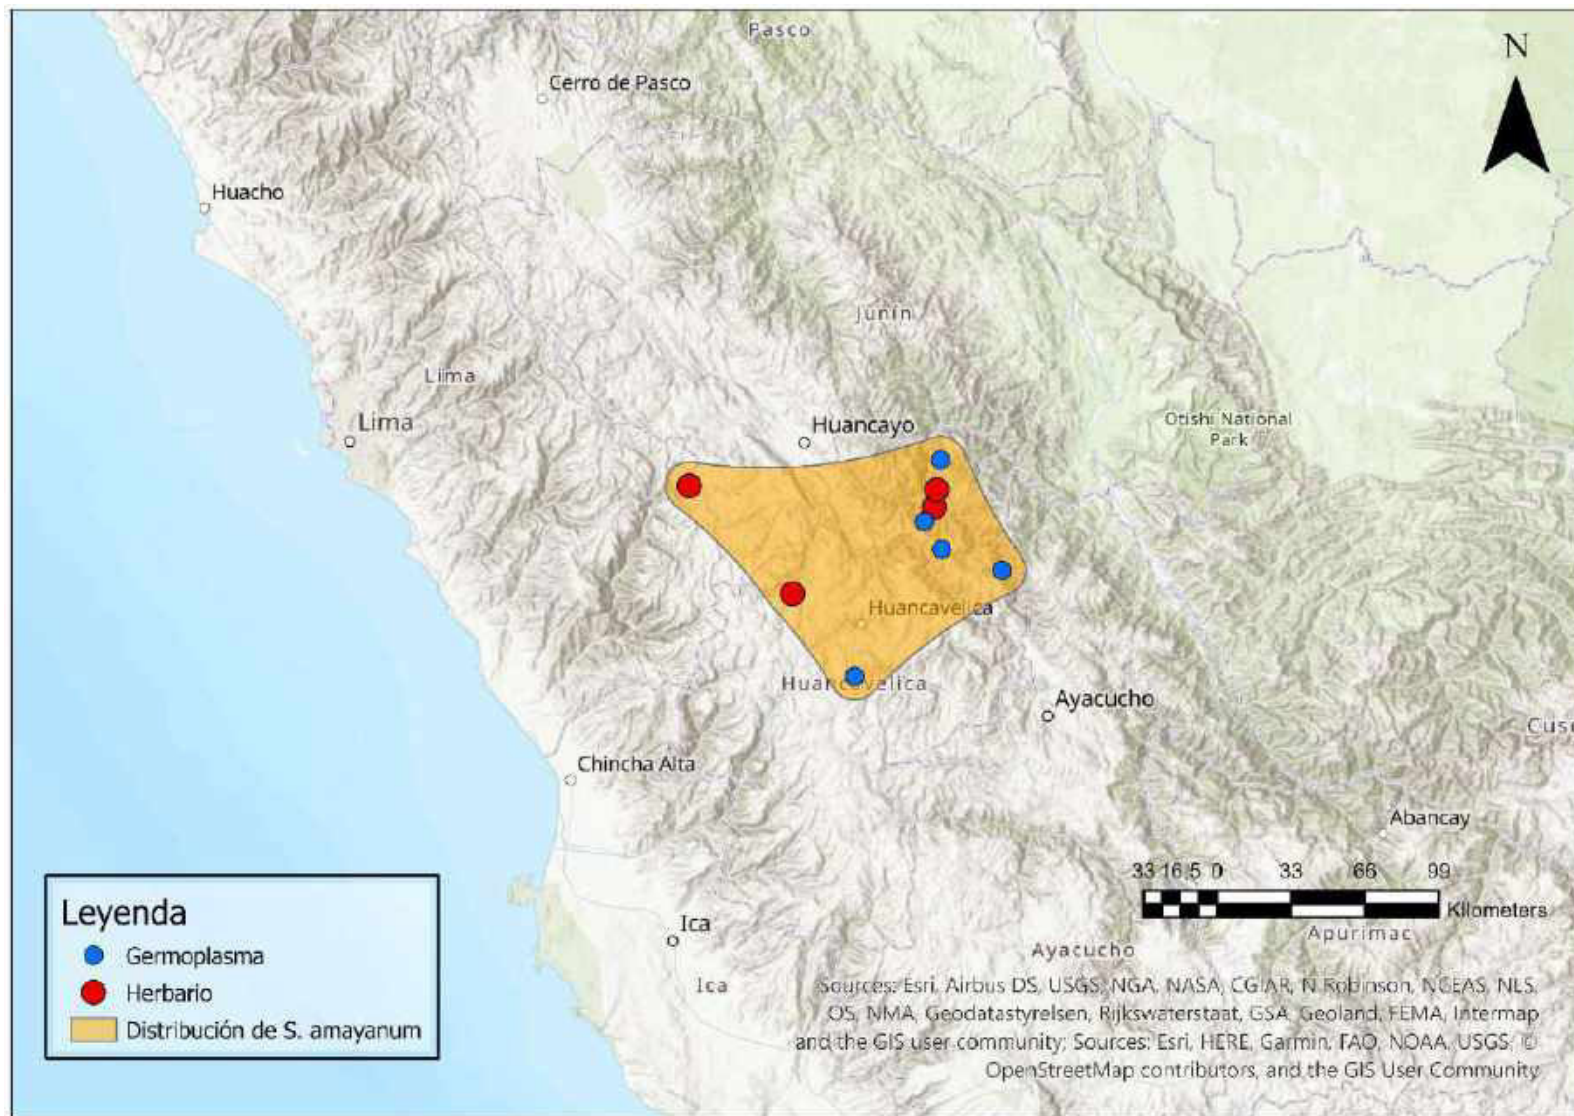 Pasco
N
Cerro de Pasco
Huacho
Junín
Lima
Lima
Huancayo
Otishi National
Park
Huancavelica
Huancavelica
Ayacucho
Cusc
Chincha Alta
Abancay
33 16.5 0 33 66 99
Kilometers
Leyenda
Germoplasma
Herbario
Distribución de S. amayanum
Ica
Ica
Ayacucho
Apurimac
Sources: Esri, Airbus DS, USGS, NGA, NASA, CGIAR, N Robinson, NCEAS, NLS,
OS, NMA, Geodatastyrelsen, Rijkswaterstaat, GSA, Geoland, FEMA, Intermap
and the GIS user community; Sources: Esri, HERE, Garmin, FAO, NOAA, USGS, ©
OpenStreetMap contributors, and the GIS User Community